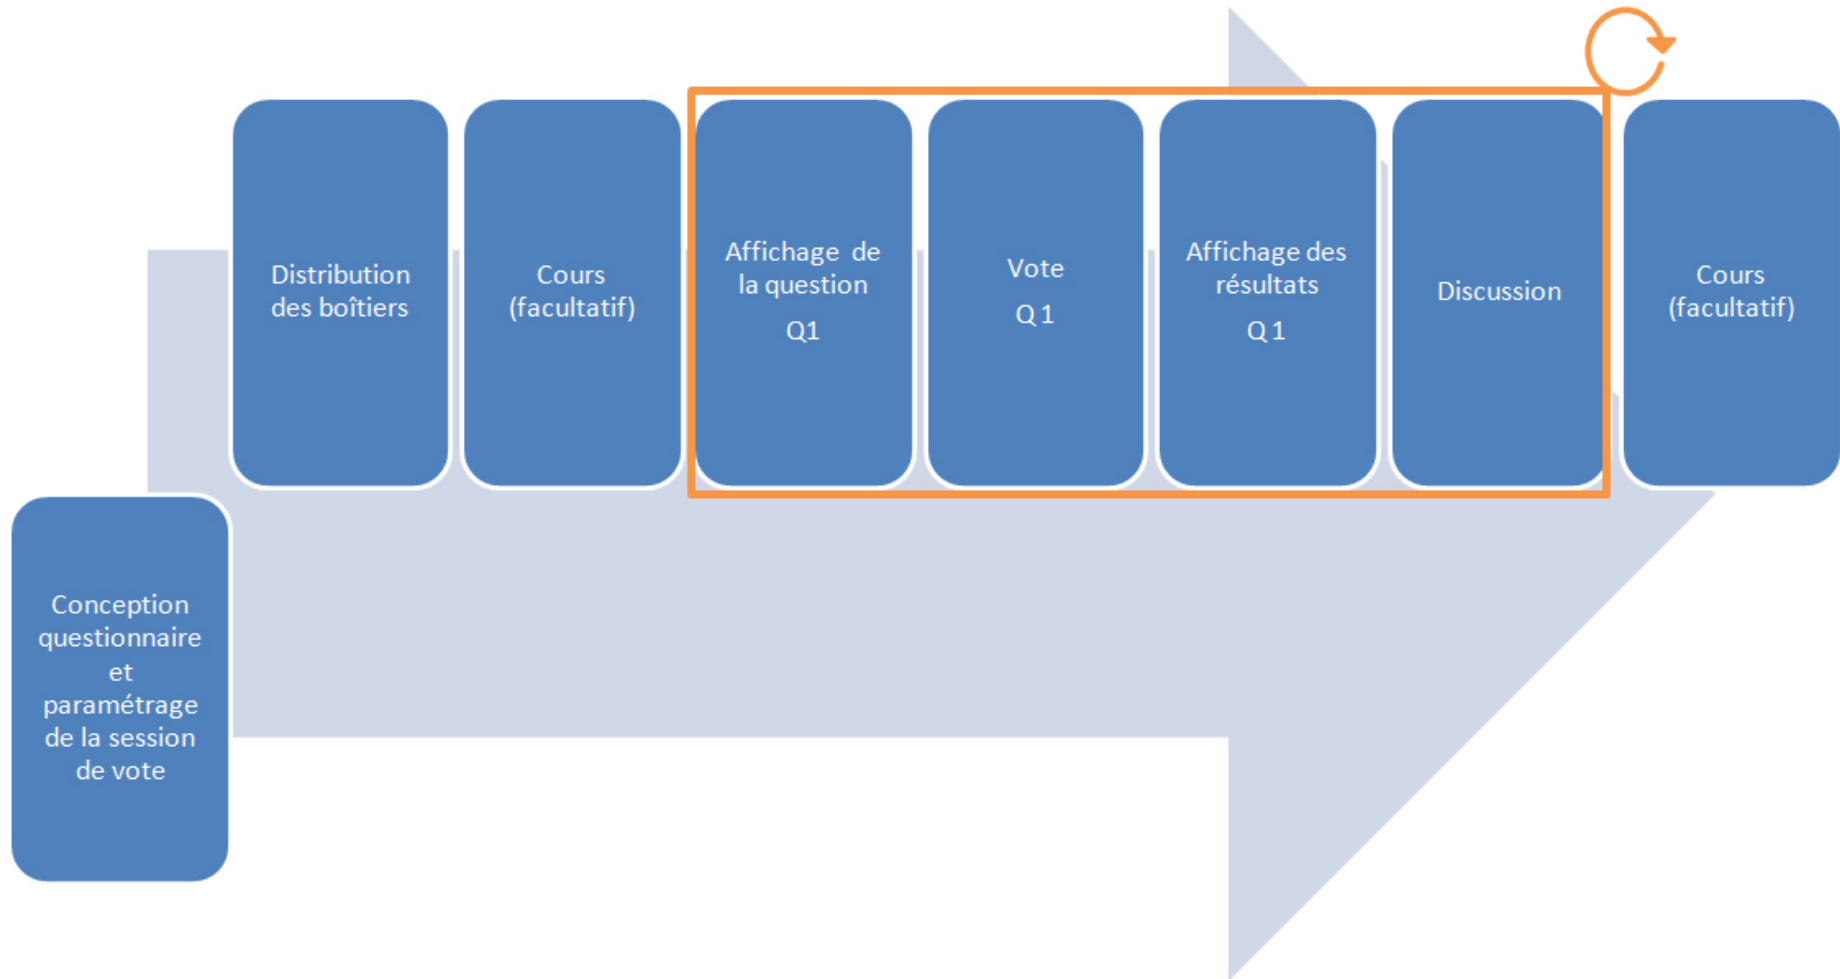 Distribution
des boîtiers
Cours
(facultatif)
Affichage de
la question
Q1
Vote
Q 1
Affichage des
résultats
Q 1
Discussion
Cours
(facultatif)
Conception
questionnaire
et
paramétrage
de la session
de vote